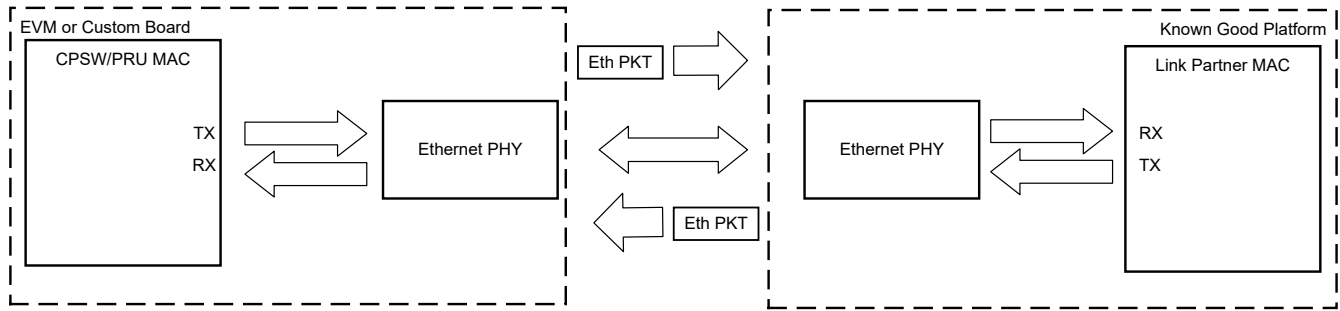 EVM or Custom Board
CPSW/PRU MAC
TX
RX
Ethernet PHY
Eth PKT
Eth PKT
Known Good Platform
Link Partner MAC
Ethernet PHY
RX
TX